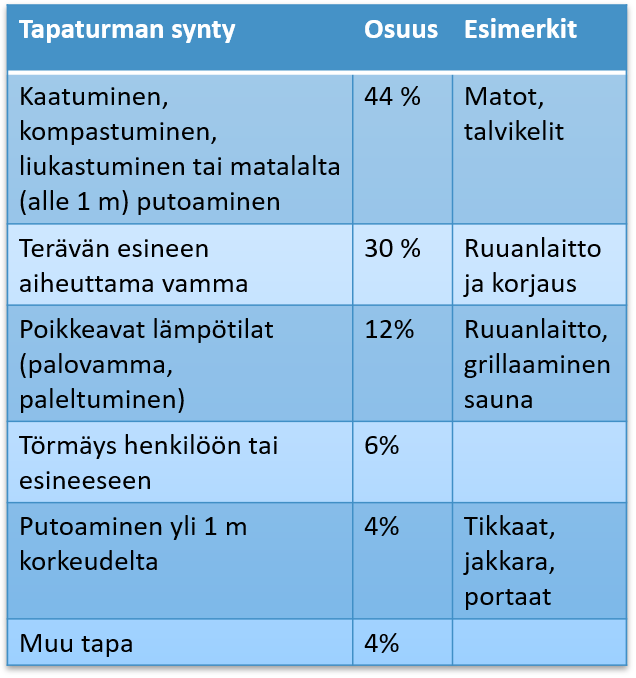 Tapaturman synty Osuus Esimerkit
Kaatuminen, 44 % Matot,
kompastuminen, talvikelit
liukastuminen tai matalalta
(alle 1 m) putoaminen
Terävän esineen 30 % Ruuanlaitto
aiheuttama vamma ja korjaus
Poikkeavat lämpötilat 12% Ruuanlaitto,
(palovamma, grillaaminen
paleltuminen) sauna
Törmäys henkilöön tai 6%
esineeseen
Putoaminen yli 1 m 4% Tikkaat,
korkeudelta jakkara,
portaat
Muu tapa 4%